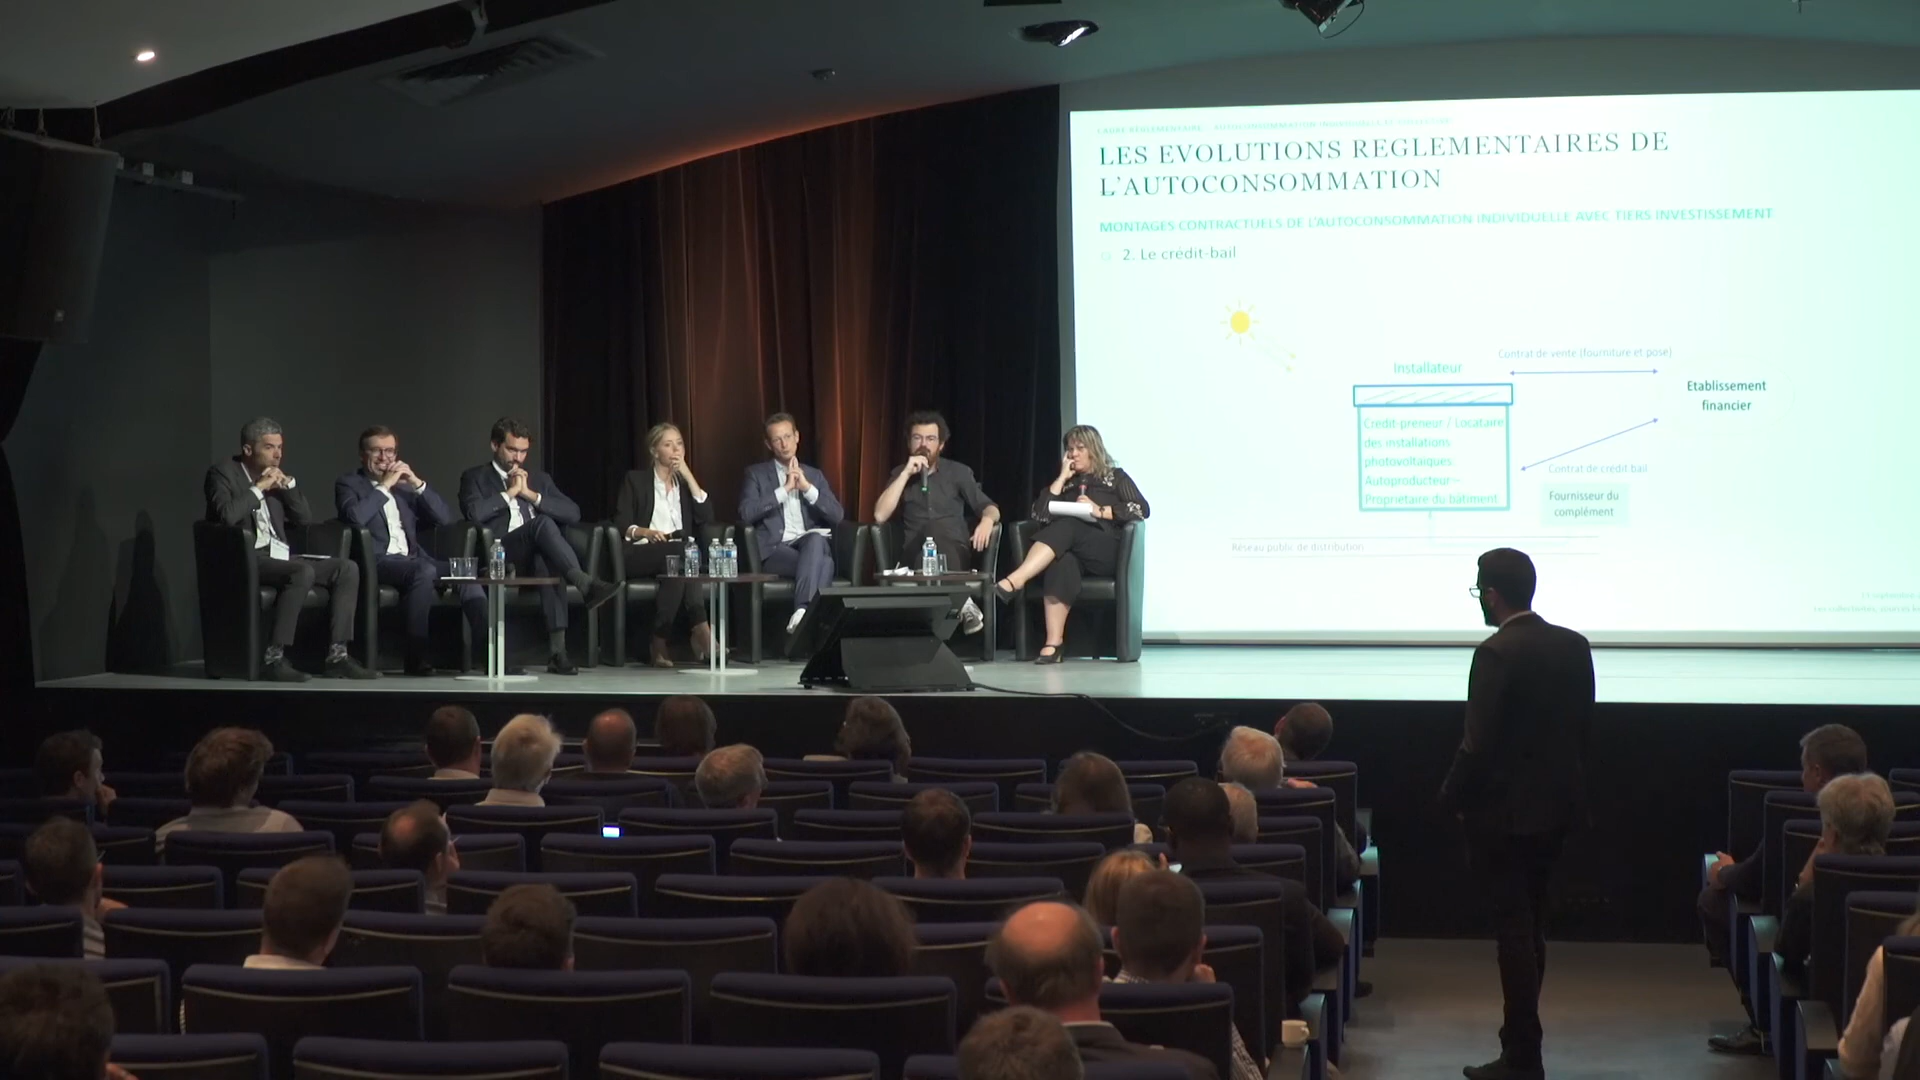 LES EVOLUTIONS REGLEMENTAIRES DE
L'AUTOCONSOMMATION
MONTAGES CONTRACTUELS DE L'AUTOCONSOMMATION INDIVIDUELLE AVEC TIERS INVESTISSEMENT
2. Le crédit-bail
Contrat de vente (fourniture et pose)
Installateur
Etablissement
financier
Crédit-preneur / Locataire
des installations
photovoltaïques
Autoproducteur –
Propriétaire du bâtiment
Contrat de crédit bail
Fournisseur du
complément
Réseau public de distribution